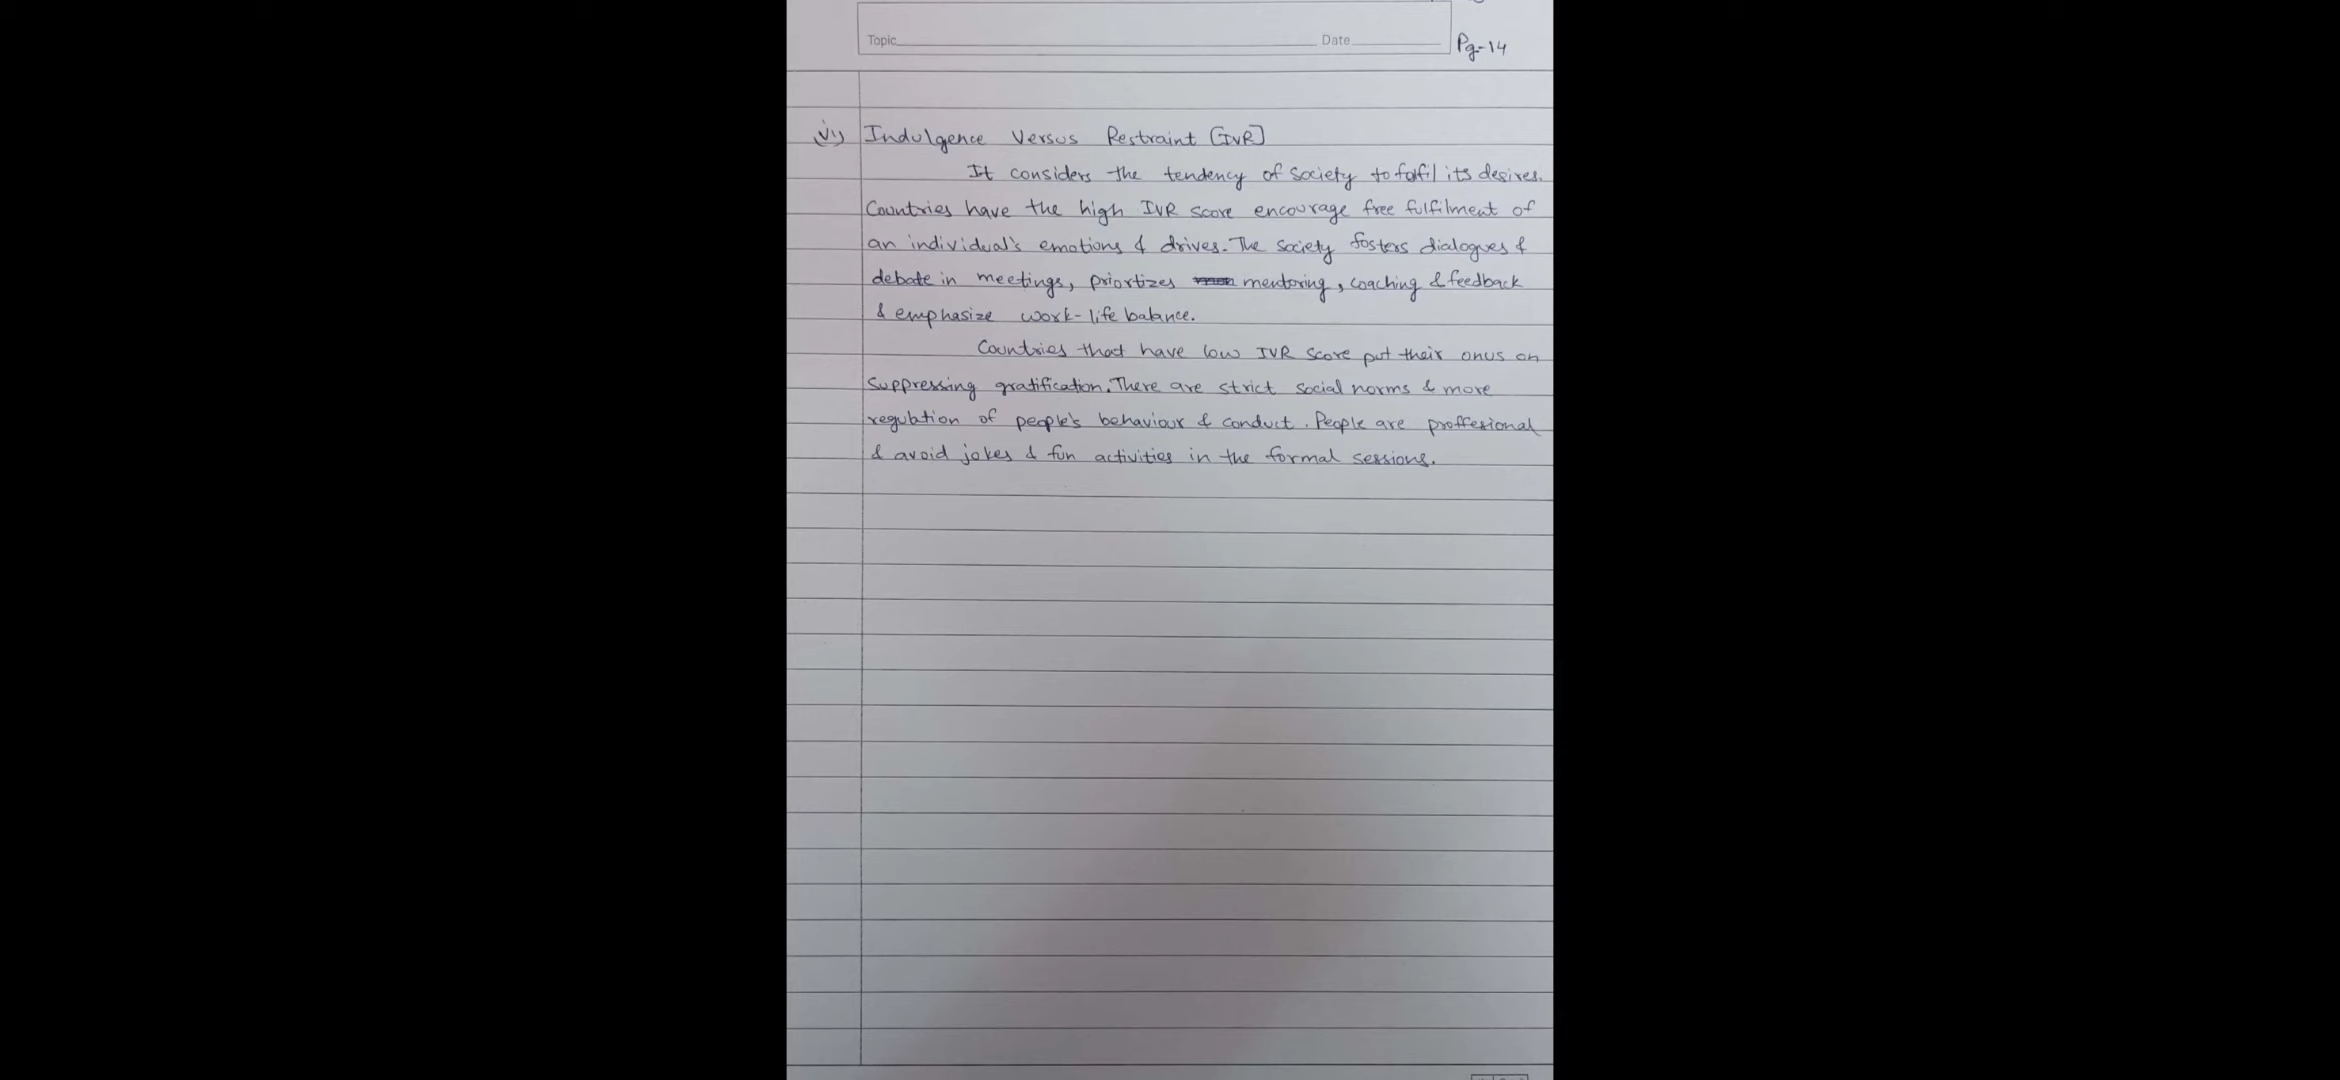 Topic Date Pg-14
vi) Indulgence Versus Restraint [IVR]
It considers the tendency of society to fulfil its desires.
Countries have the high IVR score encourage free fulfilment of
an individual's emotions & drives. The society fosters dialogues &
debate in meetings, priortizes mentoring, coaching & feedback
& emphasize work-life balance.
Countries that have low IVR score put their onus on
suppressing gratification. There are strict social norms & more
regulation of people's behaviour & conduct. People are proffesional
& avoid jokes & fun activities in the formal sessions.